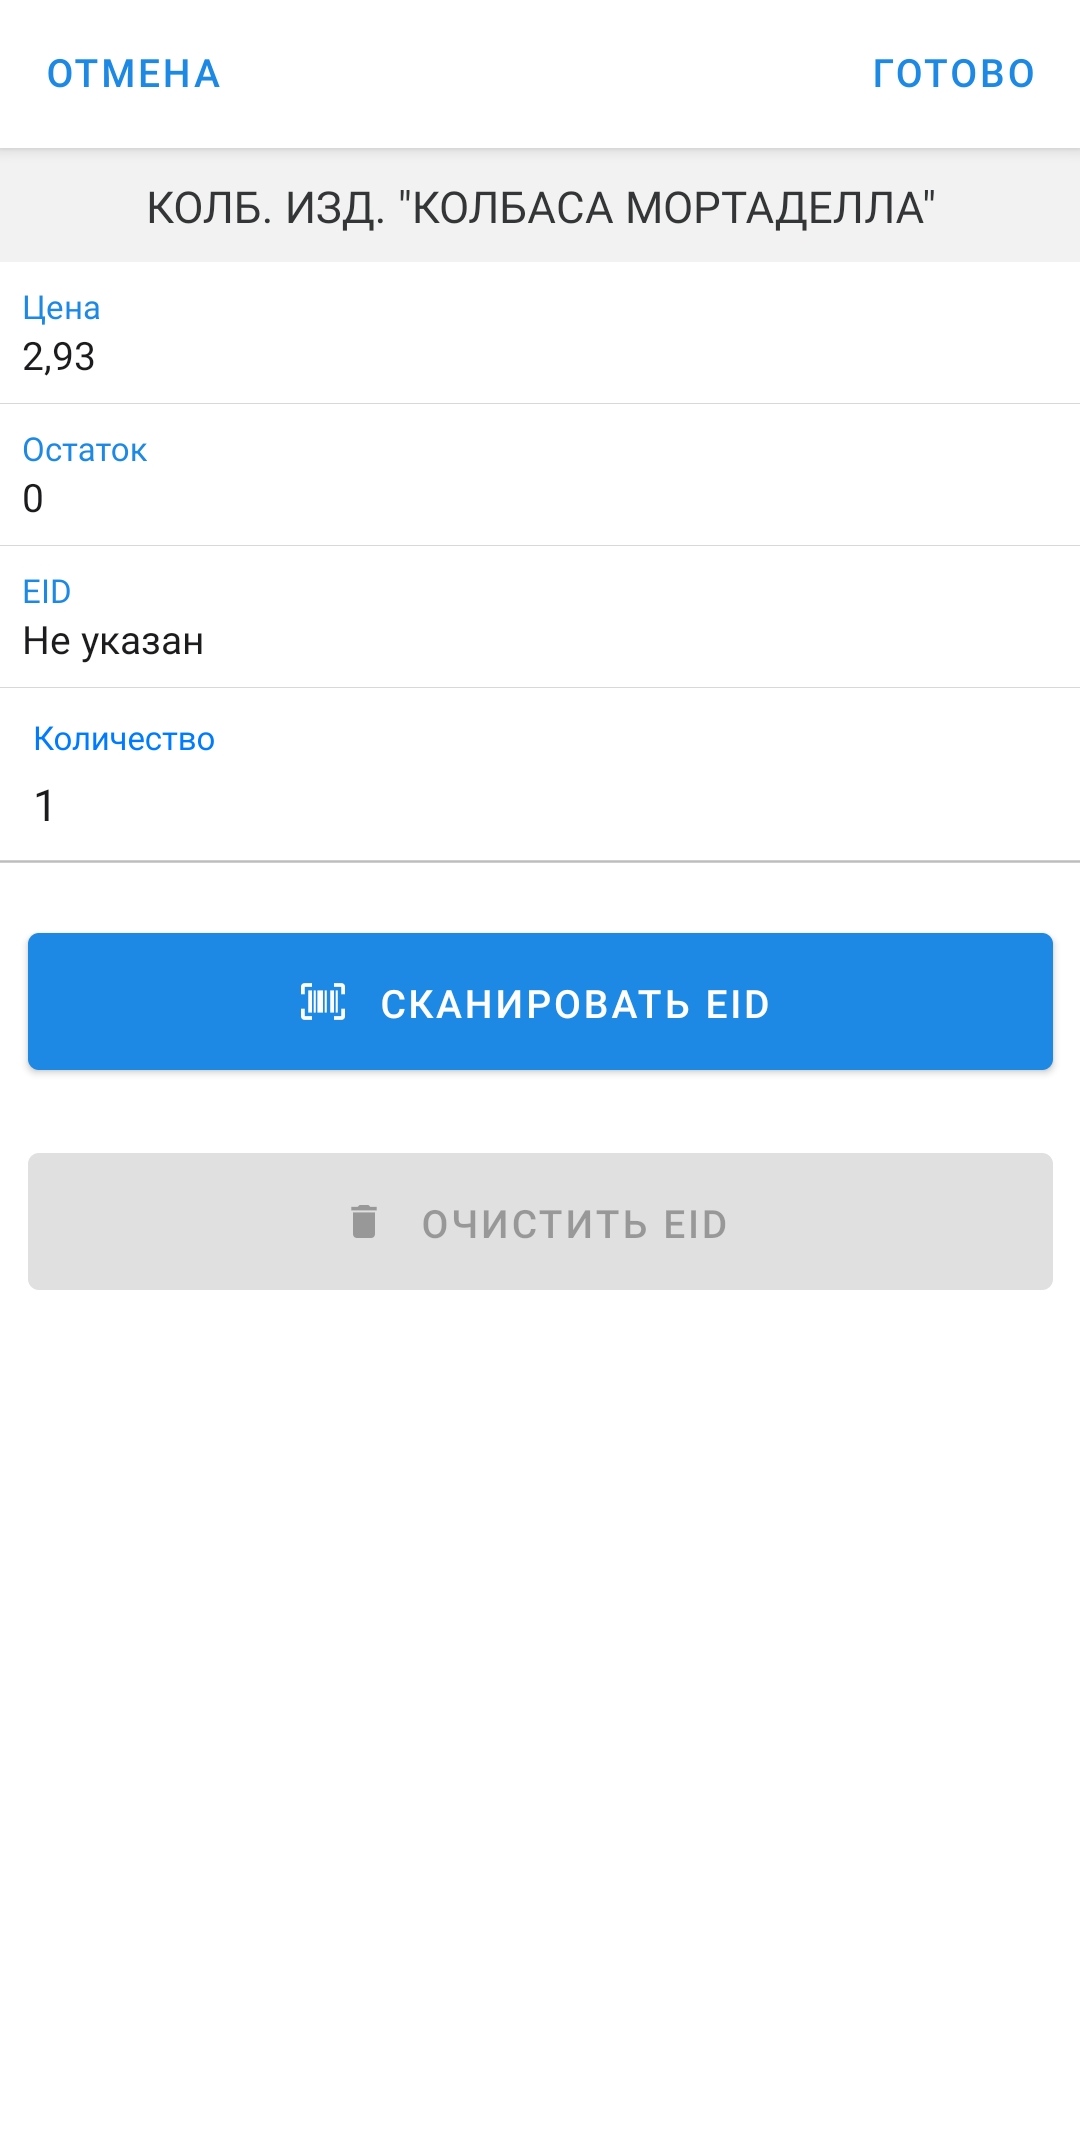 ОТМЕНА
ГОТОВО
КОЛБ. ИЗД. "КОЛБАСА МОРТАДЕЛЛА"
Цена
2,93
Остаток
0
EID
Не указан
Количество
1
СКАНИРОВАТЬ EID
ОЧИСТИТЬ EID